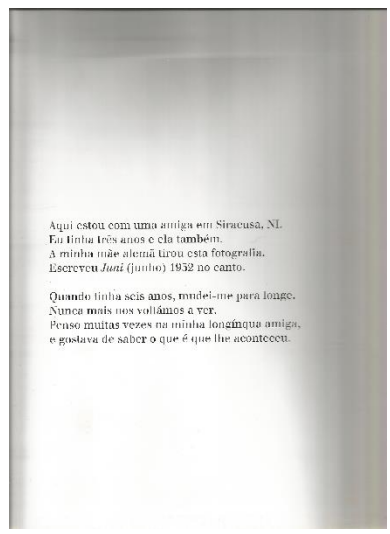 Aqui estou com uma amiga em Siracusa, NI.
Eu tinha três anos e ela também.
A minha mãe alemã tirou esta fotografia.
Escreveu Juni (junho) 1952 no canto.
Quando tinha seis anos, mudei-me para longe.
Nunca mais nos voltámos a ver.
Penso muitas vezes na minha longínqua amiga,
e gostava de saber o que é que lhe aconteceu.